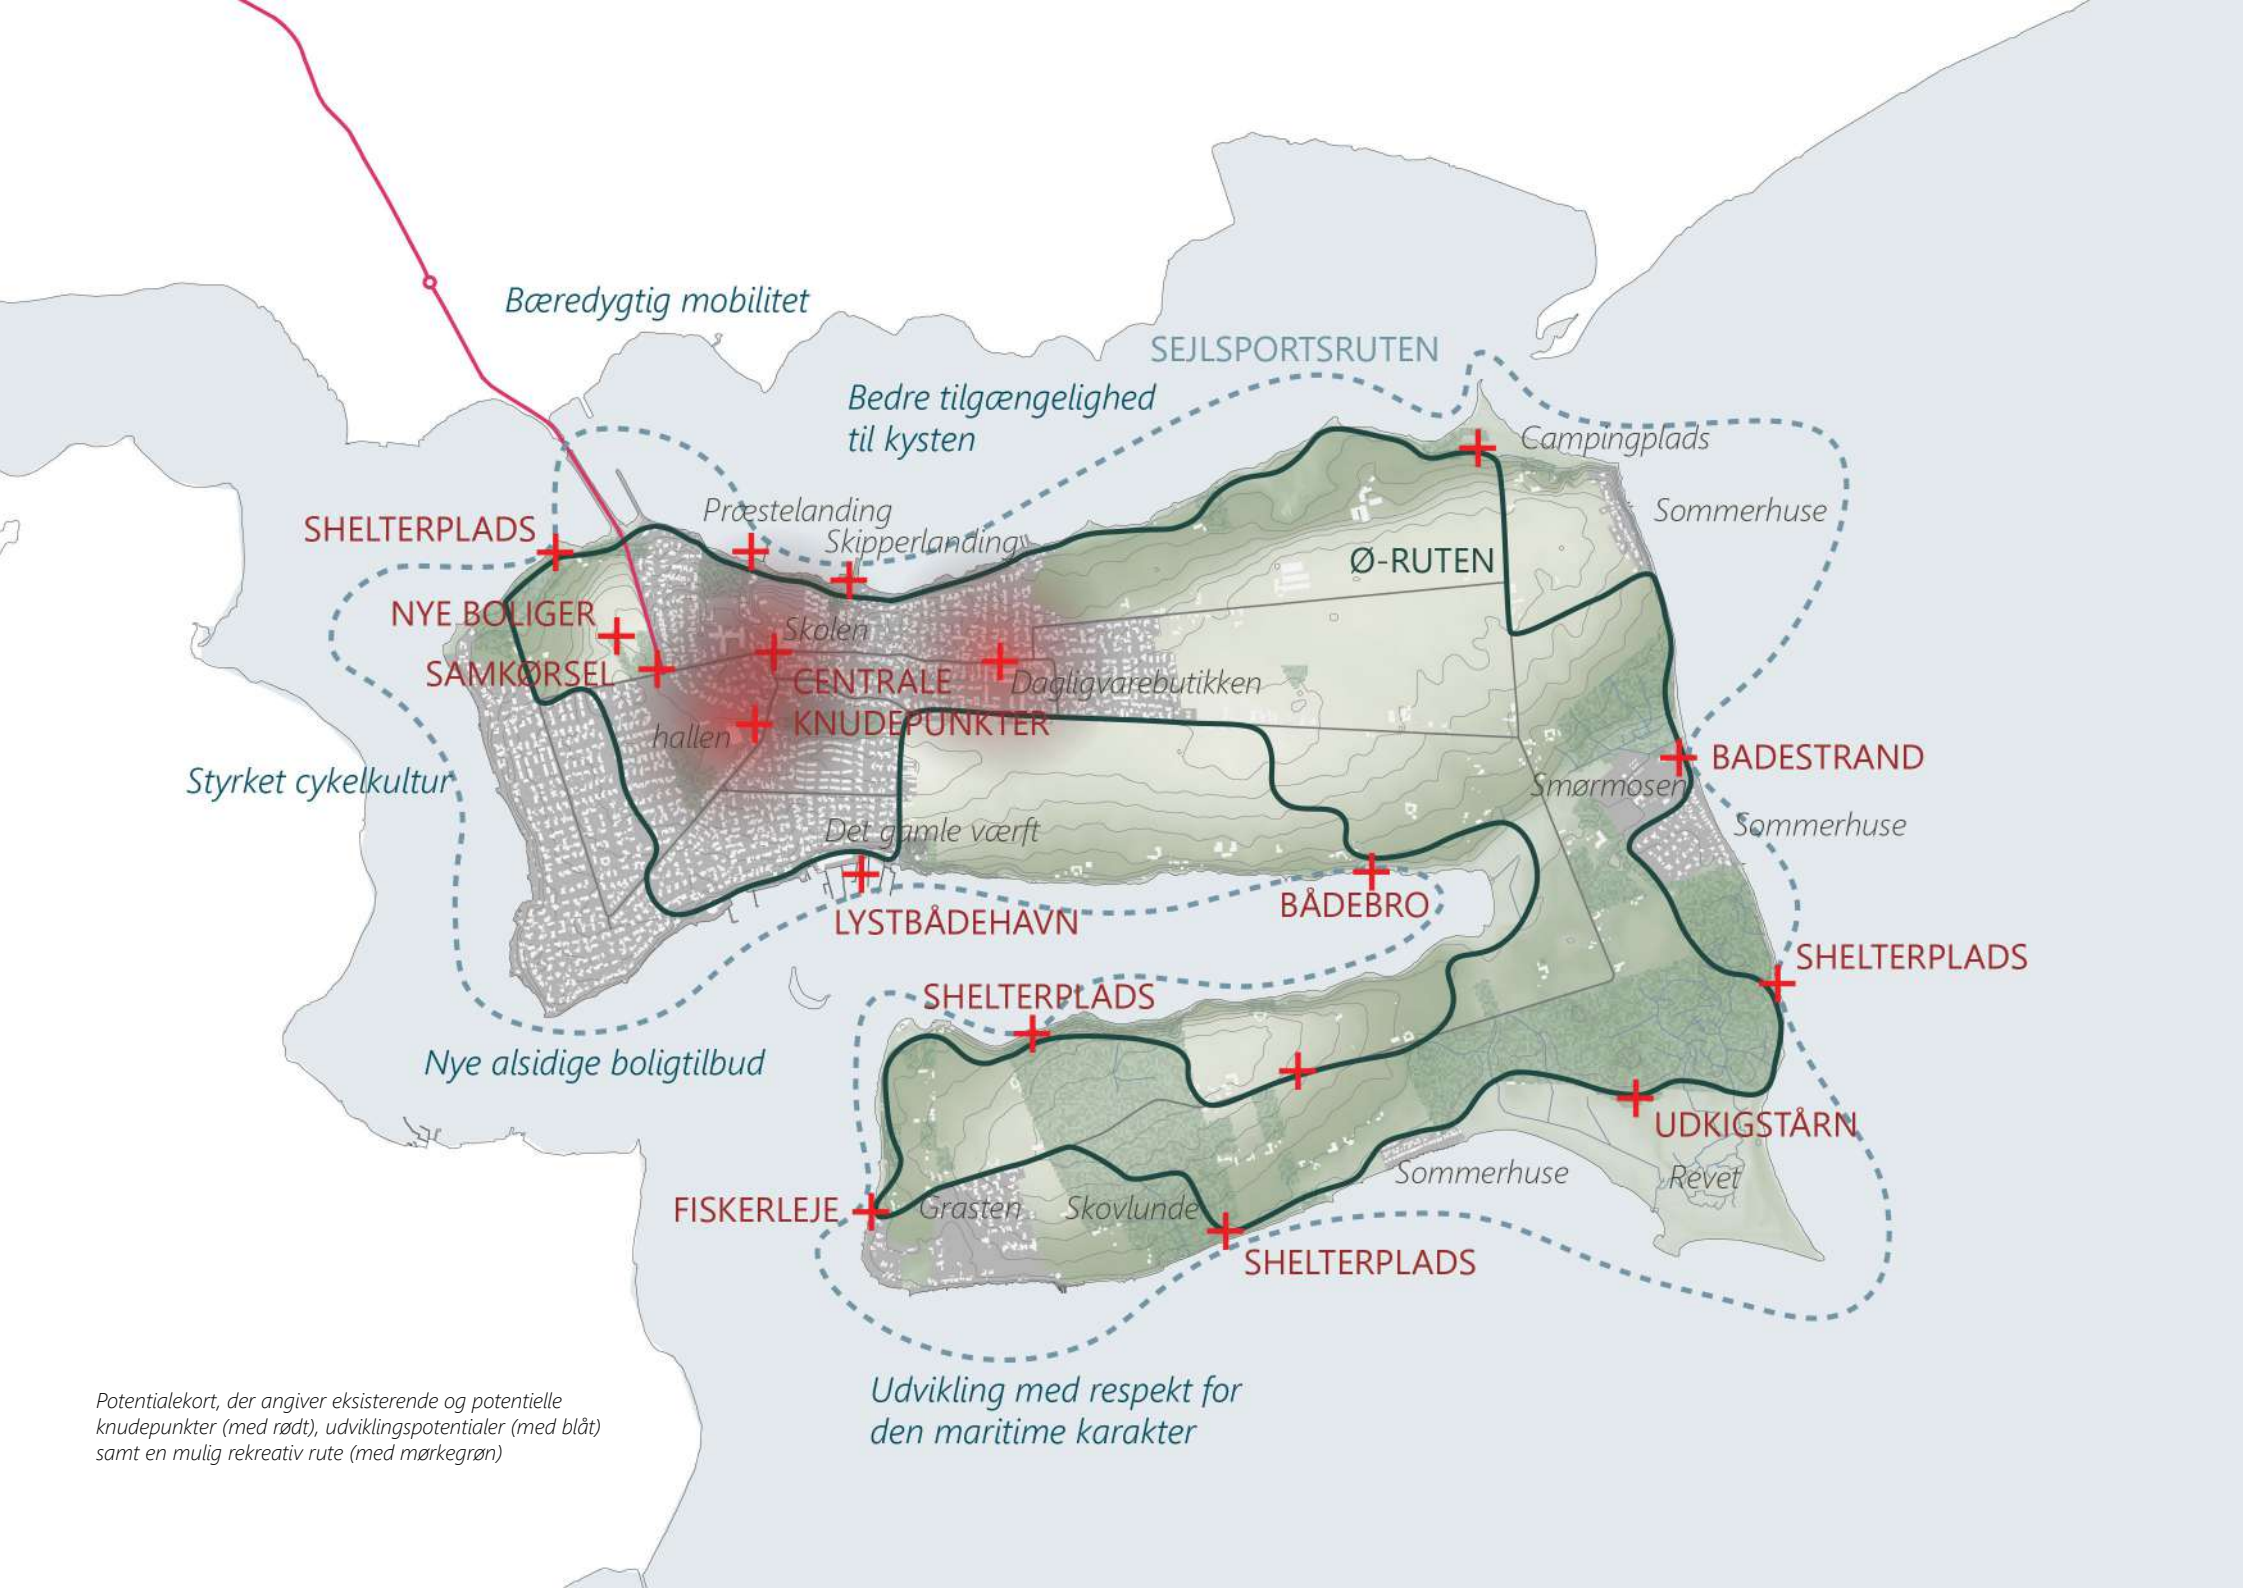 Bæredygtig mobilitet
SEJLSPORTSRUTEN
Bedre tilgængelighed
til kysten
Campingplads
Præstelanding
Sommerhuse
SHELTERPLADS
Skipperlanding
Ø-RUTEN
NYE BOLIGER
Skolen
SAMKØRSEL
CENTRALE
KNUDEPUNKTER
Dagligvarebutikken
hallen
BADESTRAND
Styrket cykelkultur
Smørmosen
Det gamle værft
Sommerhuse
LYSTBÅDEHAVN
BÅDEBRO
SHELTERPLADS
SHELTERPLADS
Nye alsidige boligtilbud
UDKIGSTÅRN
Sommerhuse
Revet
FISKERLEJE
Græsten
Skovlunde
SHELTERPLADS
Udvikling med respekt for
den maritime karakter
Potentialekort, der angiver eksisterende og potentielle
knudepunkter (med rødt), udviklingspotentialer (med blåt)
samt en mulig rekreativ rute (med mørkegrøn)